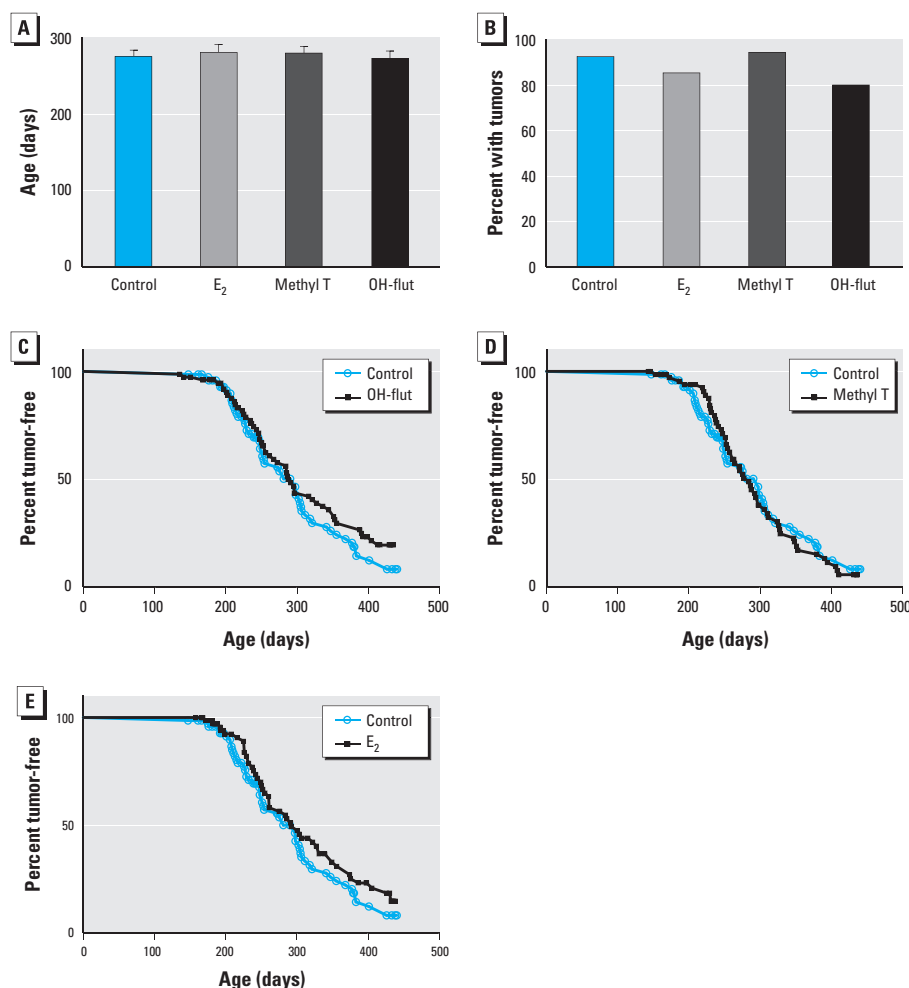 A
300
200
100
0
Age (days)
Control
E₂
Methyl T
OH-flut
B
100
80
60
40
20
0
Percent with tumors
Control
E₂
Methyl T
OH-flut
C
100
50
0
Percent tumor-free
Control
OH-flut
0 100 200 300 400 500
Age (days)
D
100
50
0
Percent tumor-free
Control
Methyl T
0 100 200 300 400 500
Age (days)
E
100
50
0
Percent tumor-free
Control
E₂
0 100 200 300 400 500
Age (days)